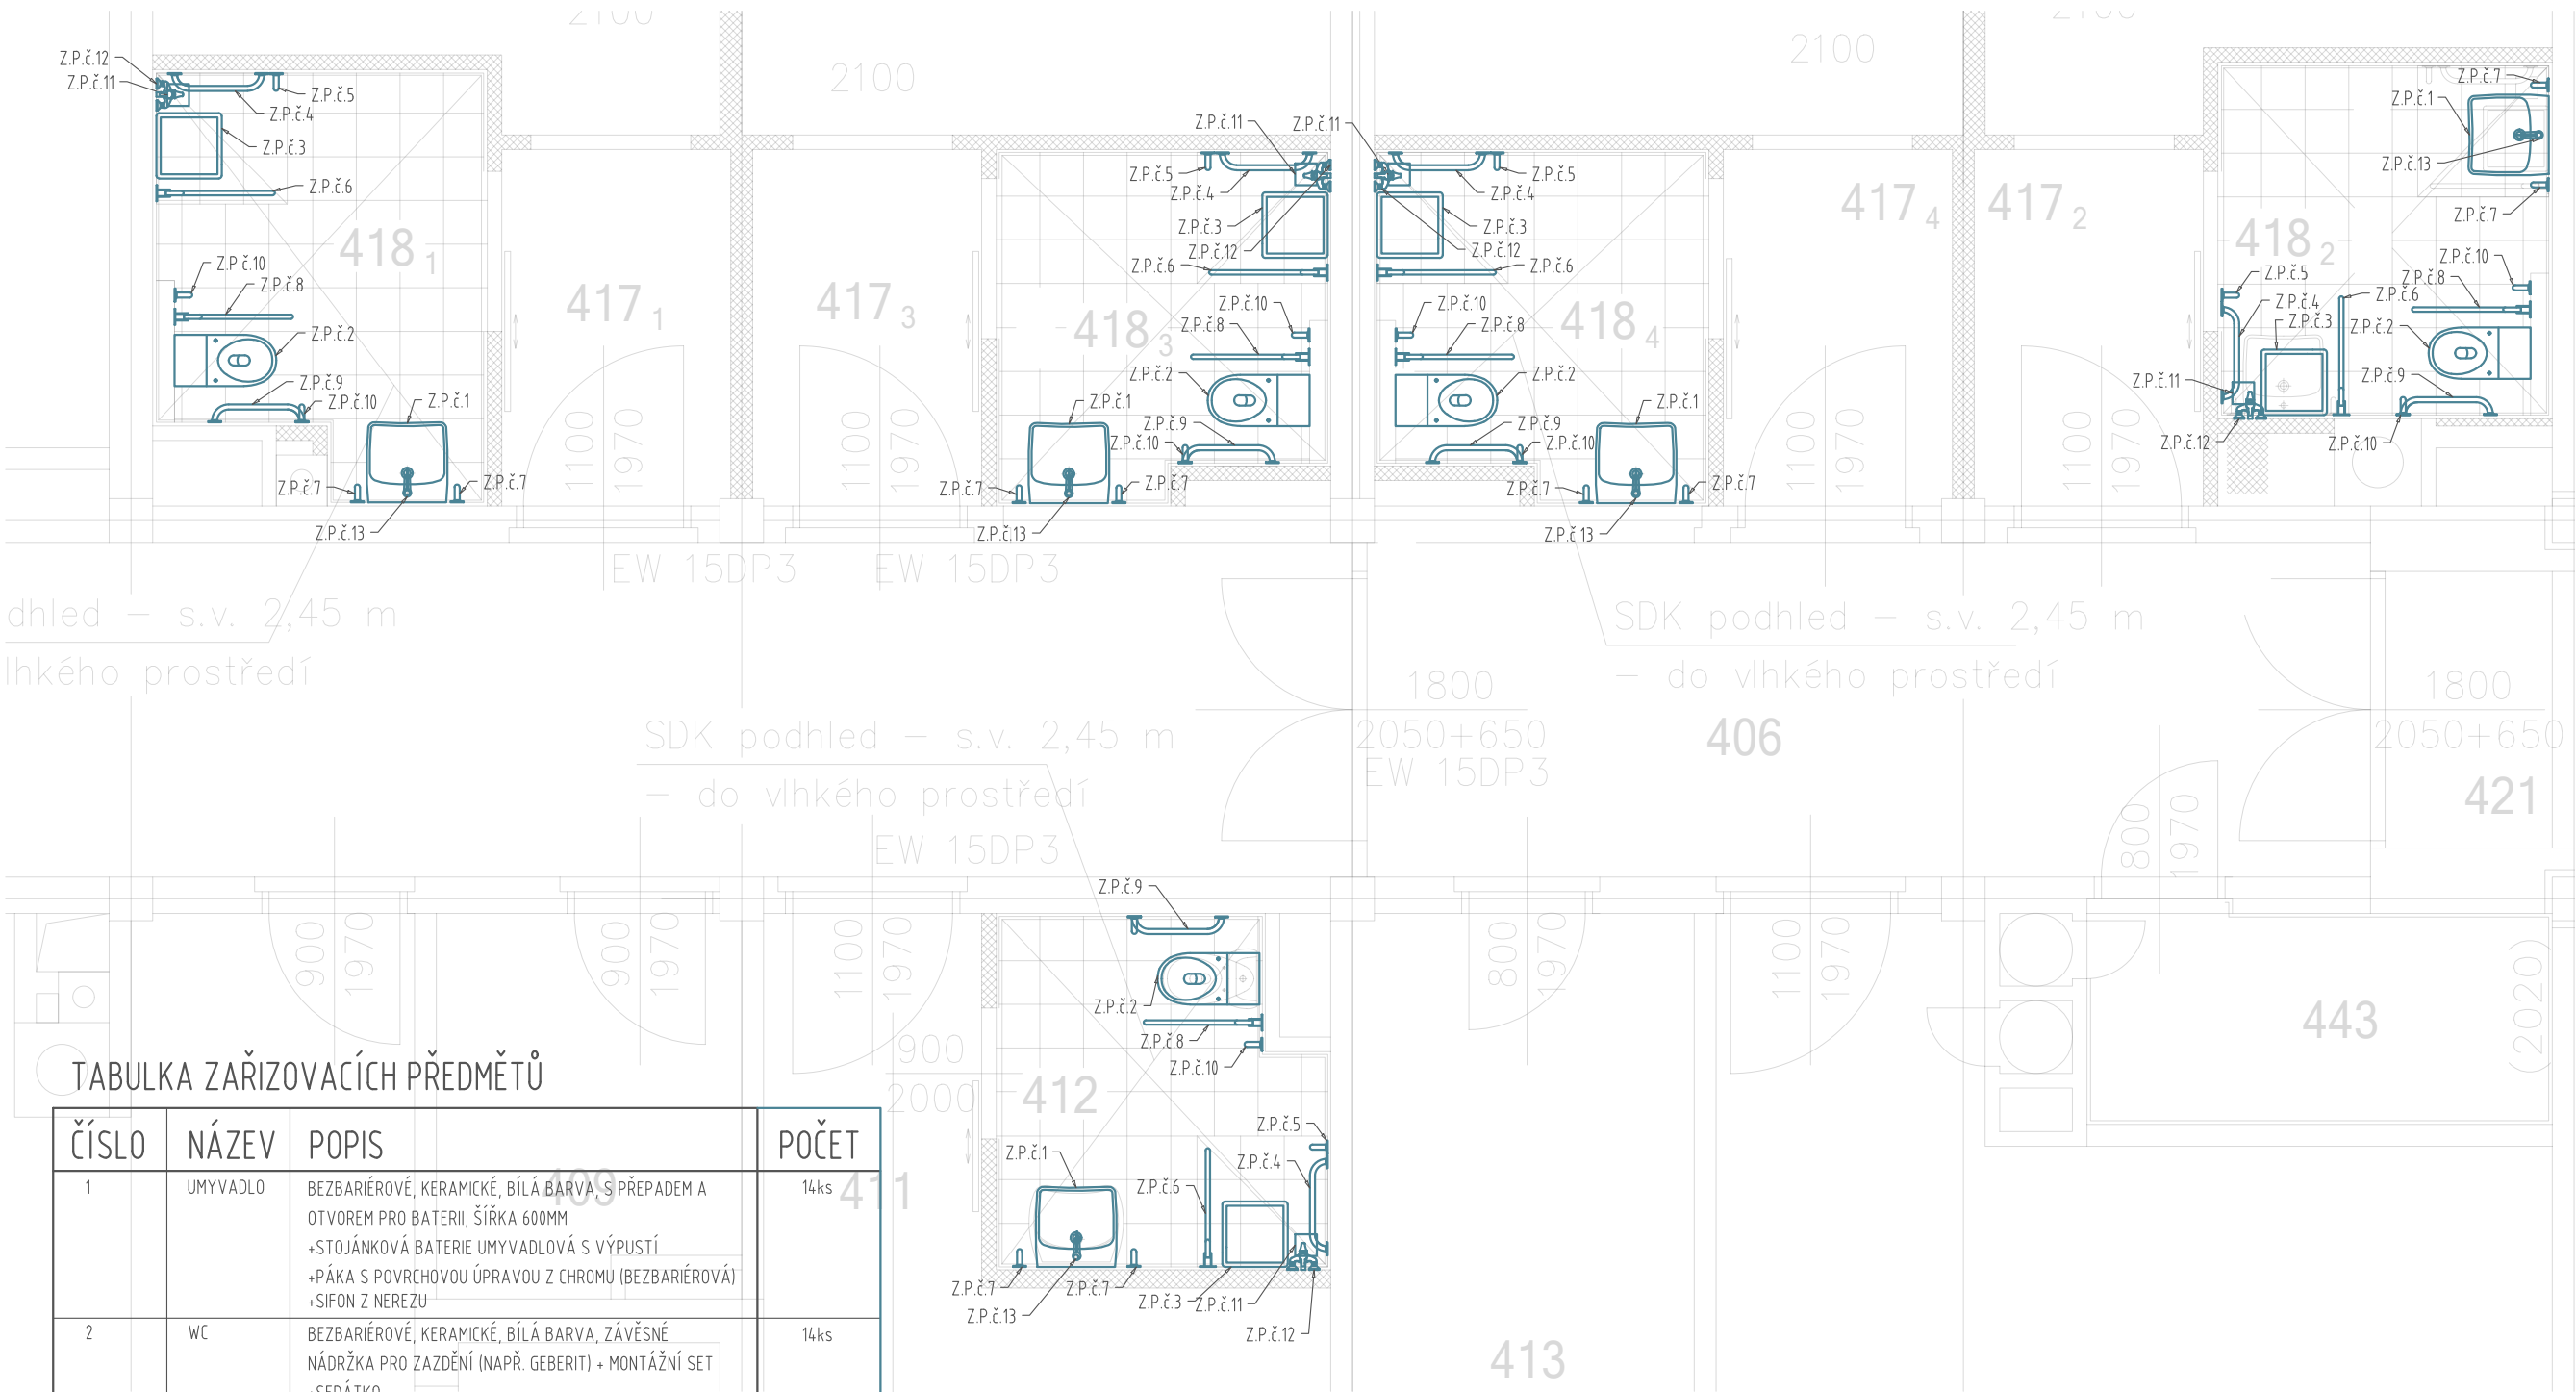 2100
2100
2100
2100
Z.P.č.12
Z.P.č.11
Z.P.č.5
Z.P.č.4
Z.P.č.3
Z.P.č.6
418 1
Z.P.č.10
Z.P.č.8
Z.P.č.2
Z.P.č.9
Z.P.č.10
Z.P.č.1
Z.P.č.7
Z.P.č.7
Z.P.č.13
417 1
1100
1970
EW 15DP3
417 3
1100
1970
EW 15DP3
Z.P.č.11
Z.P.č.5
Z.P.č.4
Z.P.č.3
Z.P.č.12
Z.P.č.6
418 3
Z.P.č.10
Z.P.č.8
Z.P.č.2
Z.P.č.1
Z.P.č.9
Z.P.č.10
Z.P.č.7
Z.P.č.7
Z.P.č.13
Z.P.č.11
Z.P.č.5
Z.P.č.4
Z.P.č.3
Z.P.č.12
Z.P.č.6
418 4
Z.P.č.10
Z.P.č.8
Z.P.č.2
Z.P.č.1
Z.P.č.9
Z.P.č.10
Z.P.č.7
Z.P.č.7
Z.P.č.13
417 4
1100
1970
417 2
1100
1970
Z.P.č.7
Z.P.č.1
Z.P.č.13
Z.P.č.7
418 2
Z.P.č.10
Z.P.č.5
Z.P.č.8
Z.P.č.6
Z.P.č.4
Z.P.č.3
Z.P.č.2
Z.P.č.11
Z.P.č.9
Z.P.č.12
Z.P.č.10
dhled – s.v. 2,45 m
lhkého prostředí
SDK podhled – s.v. 2,45 m
– do vlhkého prostředí
EW 15DP3
SDK podhled – s.v. 2,45 m
– do vlhkého prostředí
1800
2050+650
EW 15DP3
406
1800
2050+650
421
800
1970
900
1970
900
1970
1100
1970
900
2000
Z.P.č.9
Z.P.č.2
Z.P.č.8
Z.P.č.10
412
Z.P.č.5
Z.P.č.1
Z.P.č.4
Z.P.č.6
Z.P.č.7
Z.P.č.7
Z.P.č.13
Z.P.č.3
Z.P.č.11
Z.P.č.12
800
1970
1100
1970
443
(2020)
413
409
411
TABULKA ZAŘIZOVACÍCH PŘEDMĚTŮ
ČÍSLO NÁZEV POPIS POČET
1 UMYVADLO BEZBARIÉROVÉ, KERAMICKÉ, BÍLÁ BARVA, S PŘEPADEM A 14ks
OTVOREM PRO BATERII, ŠÍŘKA 600MM
+STOJÁNKOVÁ BATERIE UMYVADLOVÁ S VÝPUSTÍ
+PÁKA S POVRCHOVOU ÚPRAVOU Z CHROMU (BEZBARIÉROVÁ)
+SIFON Z NEREZU
2 WC BEZBARIÉROVÉ, KERAMICKÉ, BÍLÁ BARVA, ZÁVĚSNÉ 14ks
NÁDRŽKA PRO ZAZDĚNÍ (NAPŘ. GEBERIT) + MONTÁŽNÍ SET
+SEDÁTKO